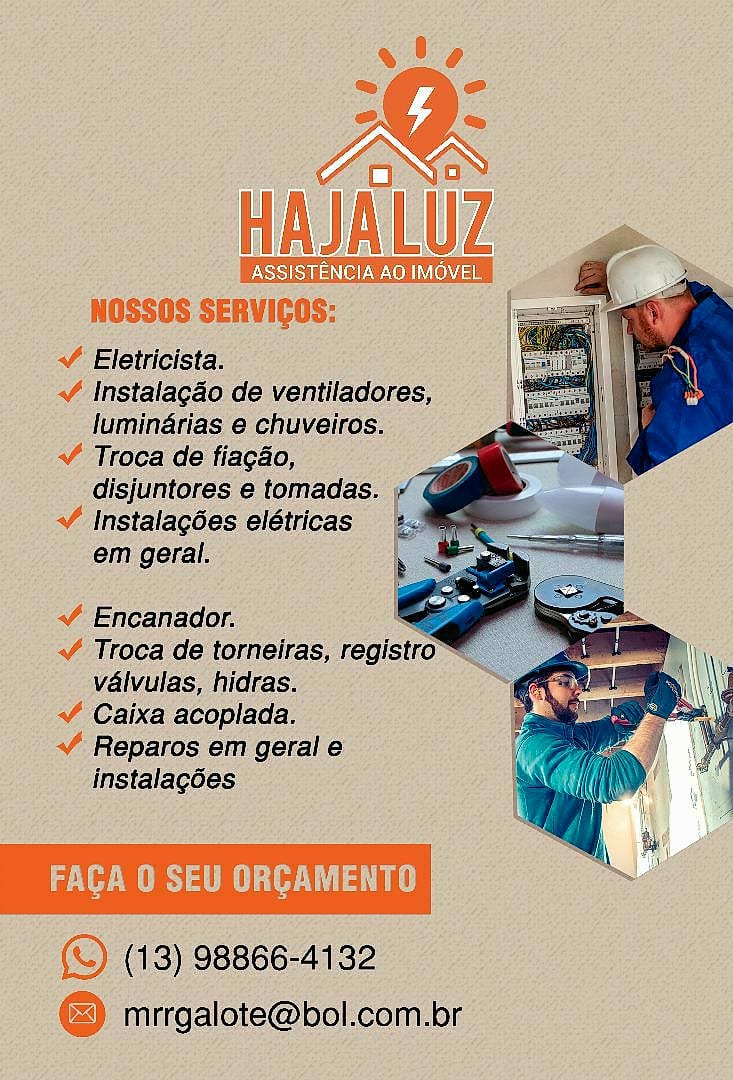 HAJALUZ
ASSISTÊNCIA AO IMÓVEL
NOSSOS SERVIÇOS:
Eletricista.
Instalação de ventiladores,
luminárias e chuveiros.
Troca de fiação,
disjuntores e tomadas.
Instalações elétricas
em geral.
Encanador.
Troca de torneiras, registro
válvulas, hidras.
Caixa acoplada.
Reparos em geral e
instalações
FAÇA O SEU ORÇAMENTO
(13) 98866-4132
mrrgalote@bol.com.br